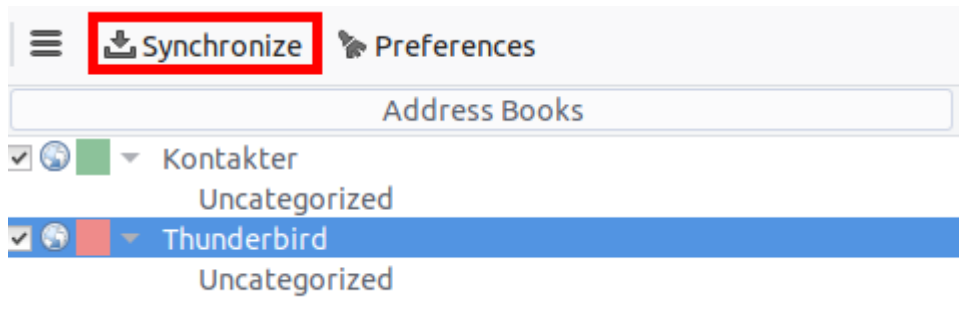 Synchronize Preferences
Address Books
Kontakter
Uncategorized
Thunderbird
Uncategorized